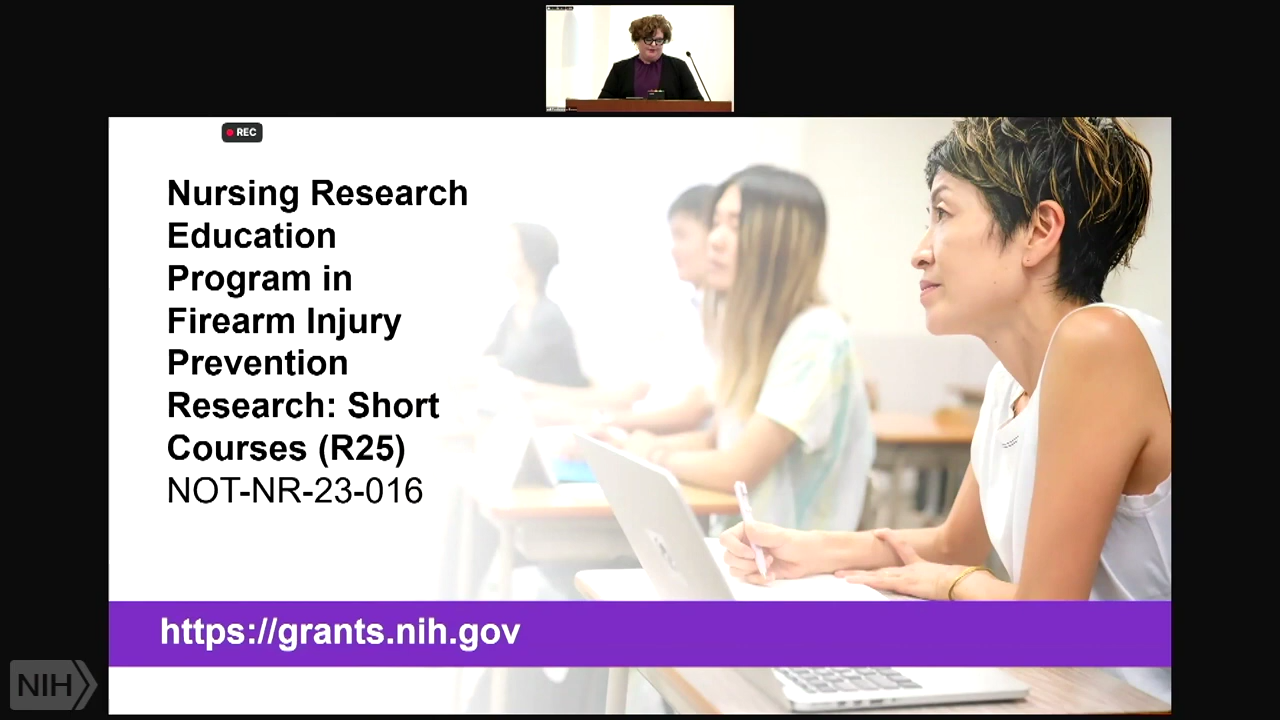 REC
Nursing Research
Education
Program in
Firearm Injury
Prevention
Research: Short
Courses (R25)
NOT-NR-23-016
https://grants.nih.gov
NIH